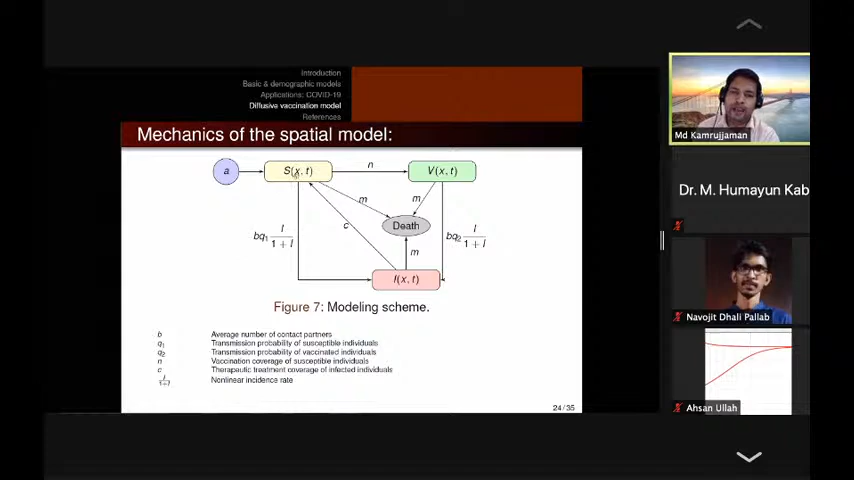 Introduction
Basic & demographic models
Applications: COVID-19
Diffusive vaccination model
References
Mechanics of the spatial model:
a
S(x, t)
n
V(x, t)
m
m
c
Death
bq₁ I/1 + I
bq₂ I/1 + I
m
I(x, t)
Figure 7: Modeling scheme.
b Average number of contact partners
q₁ Transmission probability of susceptible individuals
q₂ Transmission probability of vaccinated individuals
n Vaccination coverage of susceptible individuals
c Therapeutic treatment coverage of infected individuals
I/1+I Nonlinear incidence rate
24/35
Md Kamrujjaman
Dr. M. Humayun Kab
Navojit Dhali Pallab
Ahsan Ullah